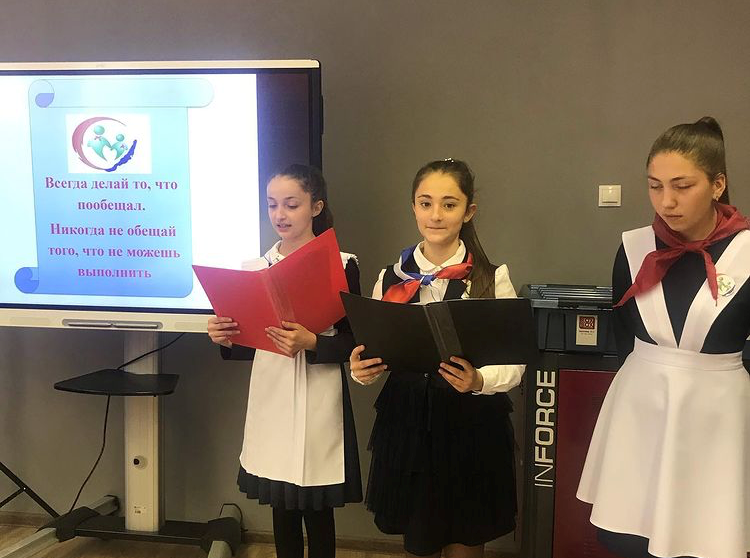 Всегда делай то, что
пообещал.
Никогда не обещай
того, что не можешь
выполнить
INFORCE